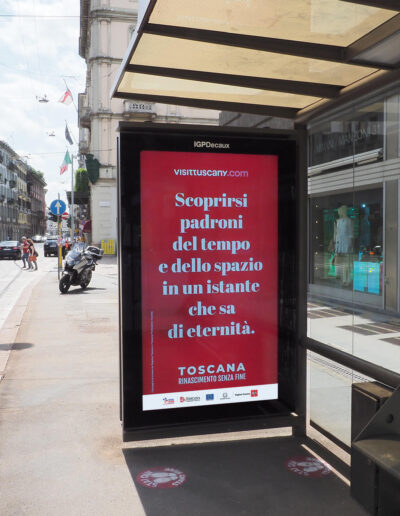 IGPDecaux
VISITTUSCANY.com
Scoprirsi
padroni
del tempo
e dello spazio
in un istante
che sa
di eternità.
TOSCANA
RINASCIMENTO SENZA FINE